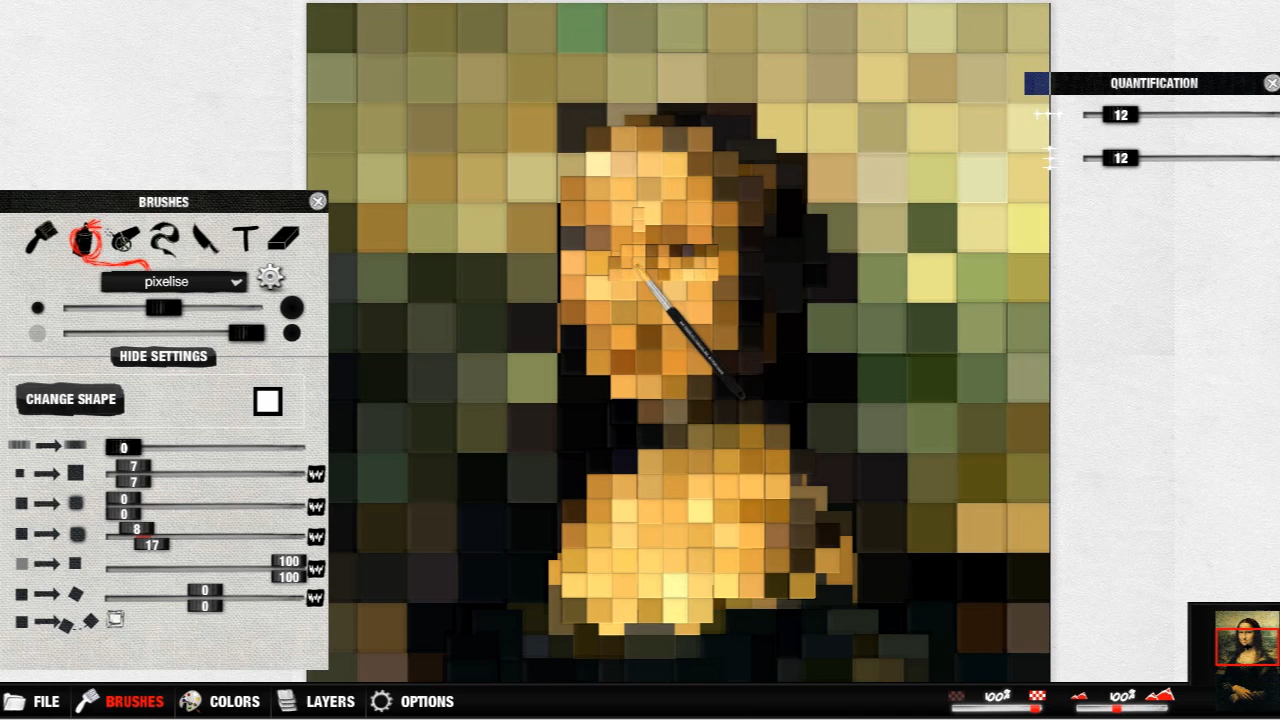 QUANTIFICATION
12
12
BRUSHES
pixelise
HIDE SETTINGS
CHANGE SHAPE
0
7
7
0
0
8
17
100
100
0
0
FILE
BRUSHES
COLORS
LAYERS
OPTIONS
100%
100%